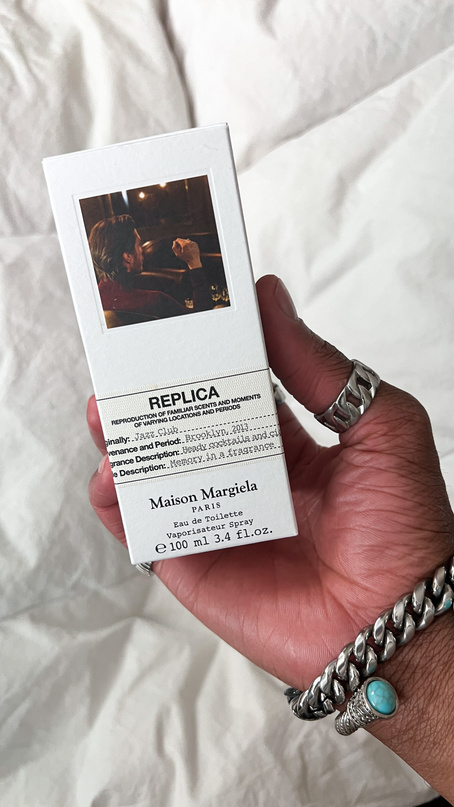 REPLICA
REPRODUCTION OF FAMILIAR SCENTS AND MOMENTS
OF VARYING LOCATIONS AND PERIODS
ginally: Jazz Club
venance and Period: Brooklyn, 2013
grance Description: Heady cocktails and ci
e Description: Memory in a fragrance
Maison Margiela
PARIS
Eau de Toilette
Vaporisateur Spray
℮ 100 ml 3.4 fl.oz.